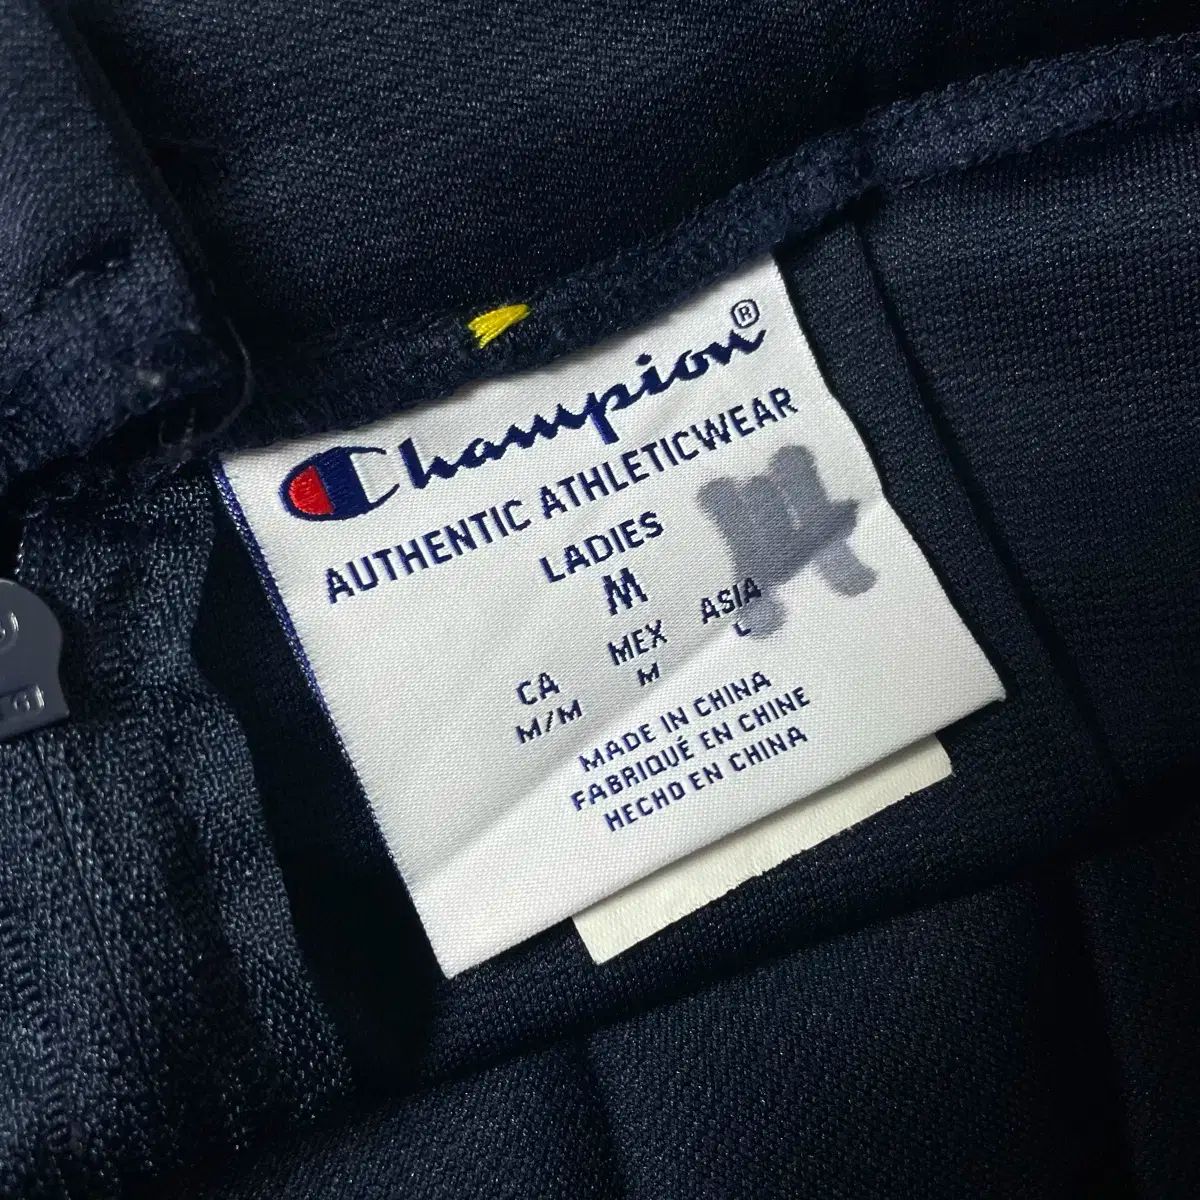 Champion®
AUTHENTIC ATHLETICWEAR
LADIES
M
CA MEX ASIA
M/M M L
MADE IN CHINA
FABRIQUÉ EN CHINE
HECHO EN CHINA